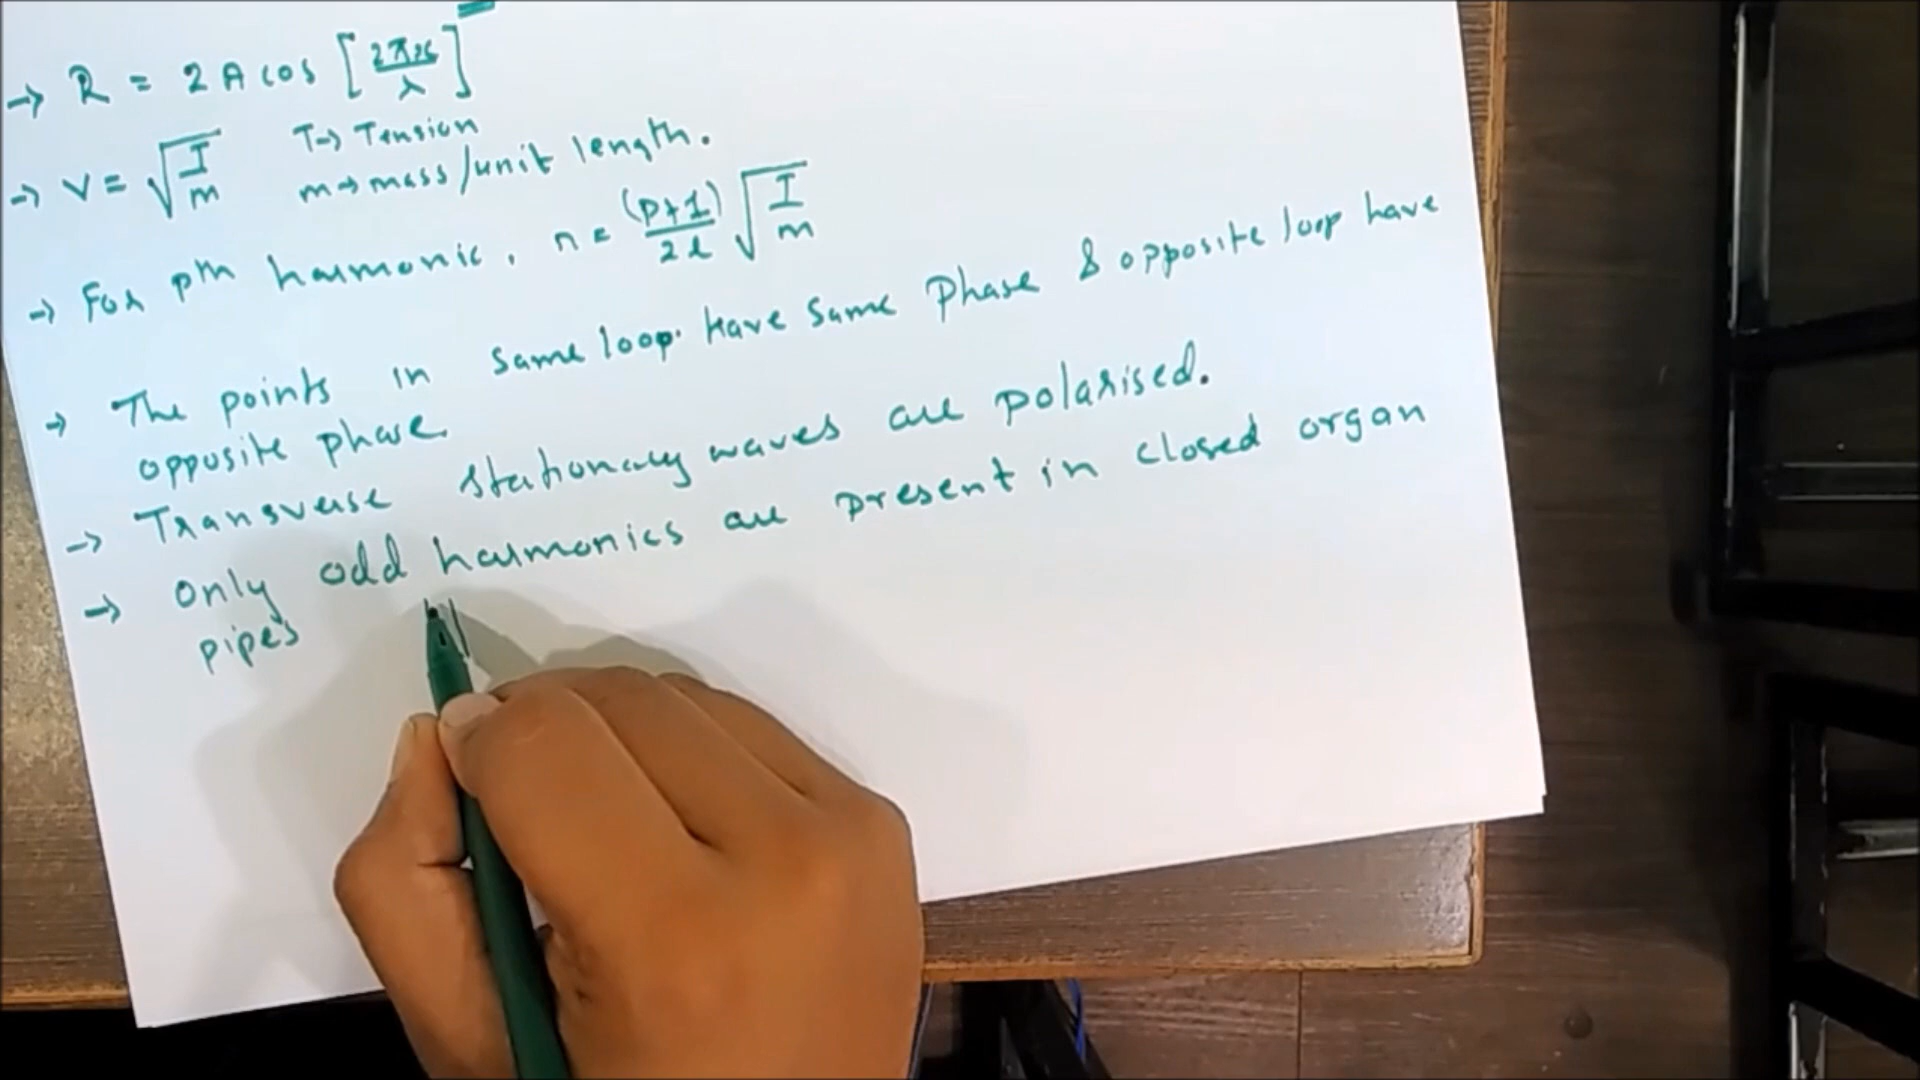 → R = 2 A cos [2πx/λ]
→ V = √T/m T→ Tension
m→mass/unit length.
→ For pth harmonic, n = (p+1)/2l √T/m
→ The points in same loop. Have same Phase & opposite loop have
opposite phase.
→ Transverse stationary waves are polarised.
→ Only odd harmonics are present in closed organ
pipes